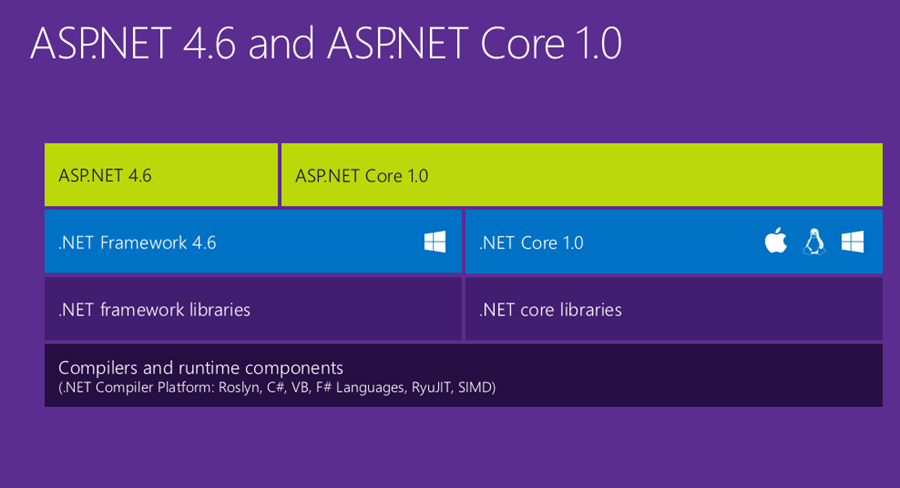 ASP.NET 4.6 and ASP.NET Core 1.0
ASP.NET 4.6
ASP.NET Core 1.0
.NET Framework 4.6
.NET Core 1.0
.NET framework libraries
.NET core libraries
Compilers and runtime components
(.NET Compiler Platform: Roslyn, C#, VB, F# Languages, RyuJIT, SIMD)